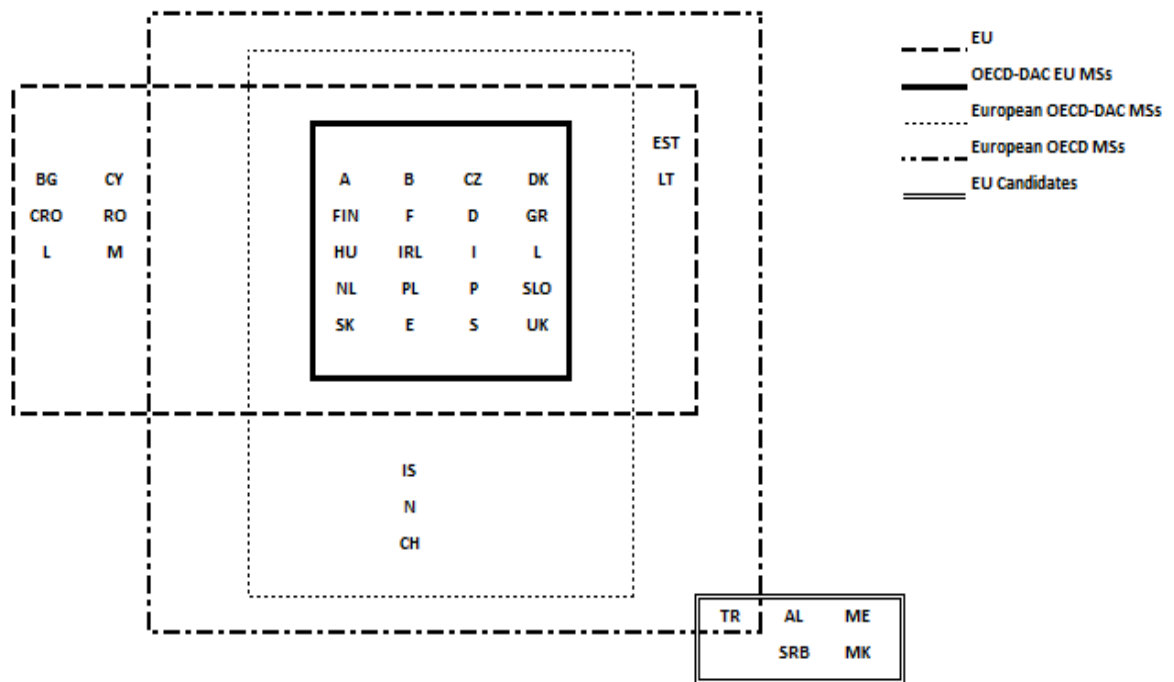 EU
OECD-DAC EU MSs
European OECD-DAC MSs
European OECD MSs
EU Candidates
EST
BG CY A B CZ DK LT
CRO RO FIN F D GR
L M HU IRL I L
NL PL P SLO
SK E S UK
IS
N
CH
TR AL ME
SRB MK